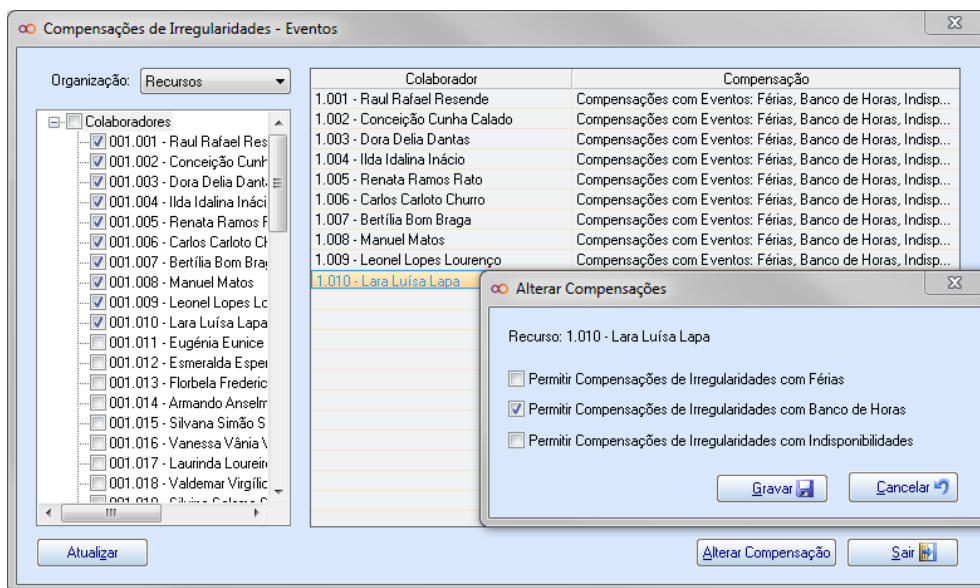 Compensações de Irregularidades - Eventos
Organização: Recursos
Colaboradores
001.001 - Raul Rafael Res
001.002 - Conceição Cunh
001.003 - Dora Delia Dant
001.004 - Ilda Idalina Ináci
001.005 - Renata Ramos R
001.006 - Carlos Carloto Ch
001.007 - Bertília Bom Bra
001.008 - Manuel Matos
001.009 - Leonel Lopes Lo
001.010 - Lara Luísa Lapa
001.011 - Eugénia Eunice
001.012 - Esmeralda Esper
001.013 - Florbela Frederic
001.014 - Armando Anselm
001.015 - Silvana Simão S
001.016 - Vanessa Vânia V
001.017 - Laurinda Loureir
001.018 - Valdemar Virgílio
Atualizar
Colaborador Compensação
1.001 - Raul Rafael Resende Compensações com Eventos: Férias, Banco de Horas, Indisp...
1.002 - Conceição Cunha Calado Compensações com Eventos: Férias, Banco de Horas, Indisp...
1.003 - Dora Delia Dantas Compensações com Eventos: Férias, Banco de Horas, Indisp...
1.004 - Ilda Idalina Inácio Compensações com Eventos: Férias, Banco de Horas, Indisp...
1.005 - Renata Ramos Rato Compensações com Eventos: Férias, Banco de Horas, Indisp...
1.006 - Carlos Carloto Churro Compensações com Eventos: Férias, Banco de Horas, Indisp...
1.007 - Bertília Bom Braga Compensações com Eventos: Férias, Banco de Horas, Indisp...
1.008 - Manuel Matos Compensações com Eventos: Férias, Banco de Horas, Indisp...
1.009 - Leonel Lopes Lourenço Compensações com Eventos: Férias, Banco de Horas, Indisp...
1.010 - Lara Luísa Lapa
Alterar Compensações
Recurso: 1.010 - Lara Luísa Lapa
Permitir Compensações de Irregularidades com Férias
Permitir Compensações de Irregularidades com Banco de Horas
Permitir Compensações de Irregularidades com Indisponibilidades
Gravar Cancelar
Alterar Compensação Sair